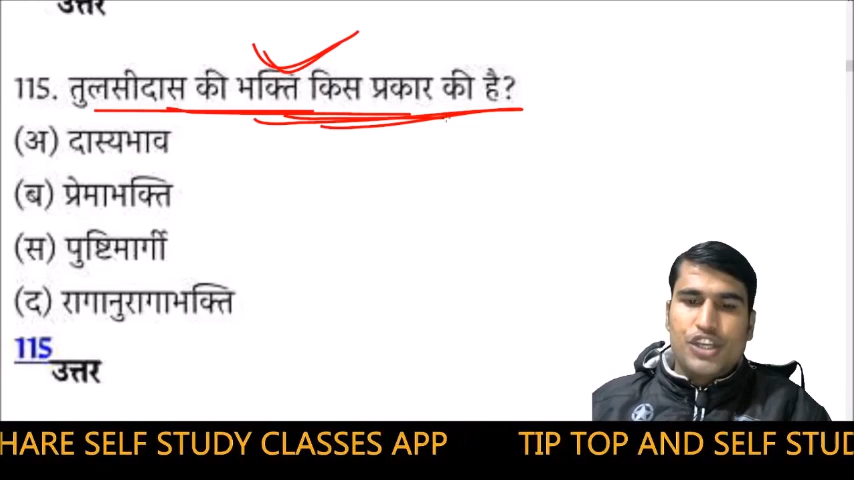 उत्तर
115. तुलसीदास की भक्ति किस प्रकार की है?
(अ) दास्यभाव
(ब) प्रेमाभक्ति
(स) पुष्टिमार्गी
(द) रागानुरागाभक्ति
115
उत्तर
HARE SELF STUDY CLASSES APP TIP TOP AND SELF STUD